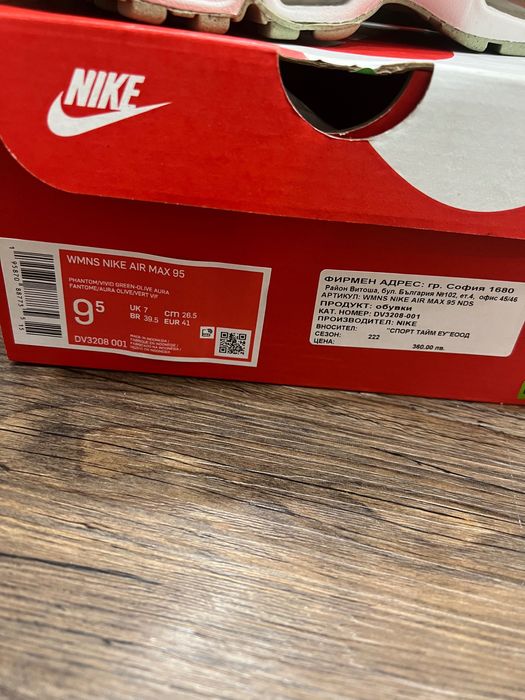 NIKE
WMNS NIKE AIR MAX 95
PHANTOM/VIVID GREEN-OLIVE AURA
FANTOME/AURA OLIVE/VERT VIF
9.5
UK 7
BR 39.5
cm 26.5
EUR 41
DV3208 001
MADE IN INDONESIA
ФИРМЕН АДРЕС: гр. София 1680
Район Витоша, бул. България №102, ет.4, офис 45/46
АРТИКУЛ: WMNS NIKE AIR MAX 95 NDS
ПРОДУКТ: обувки
КАТ. НОМЕР: DV3208-001
ПРОИЗВОДИТЕЛ: NIKE
ВНОСИТЕЛ: "СПОРТ ТАЙМ ЕУ"ЕООД
СЕЗОН: 222
ЦЕНА: 360.00 лв.